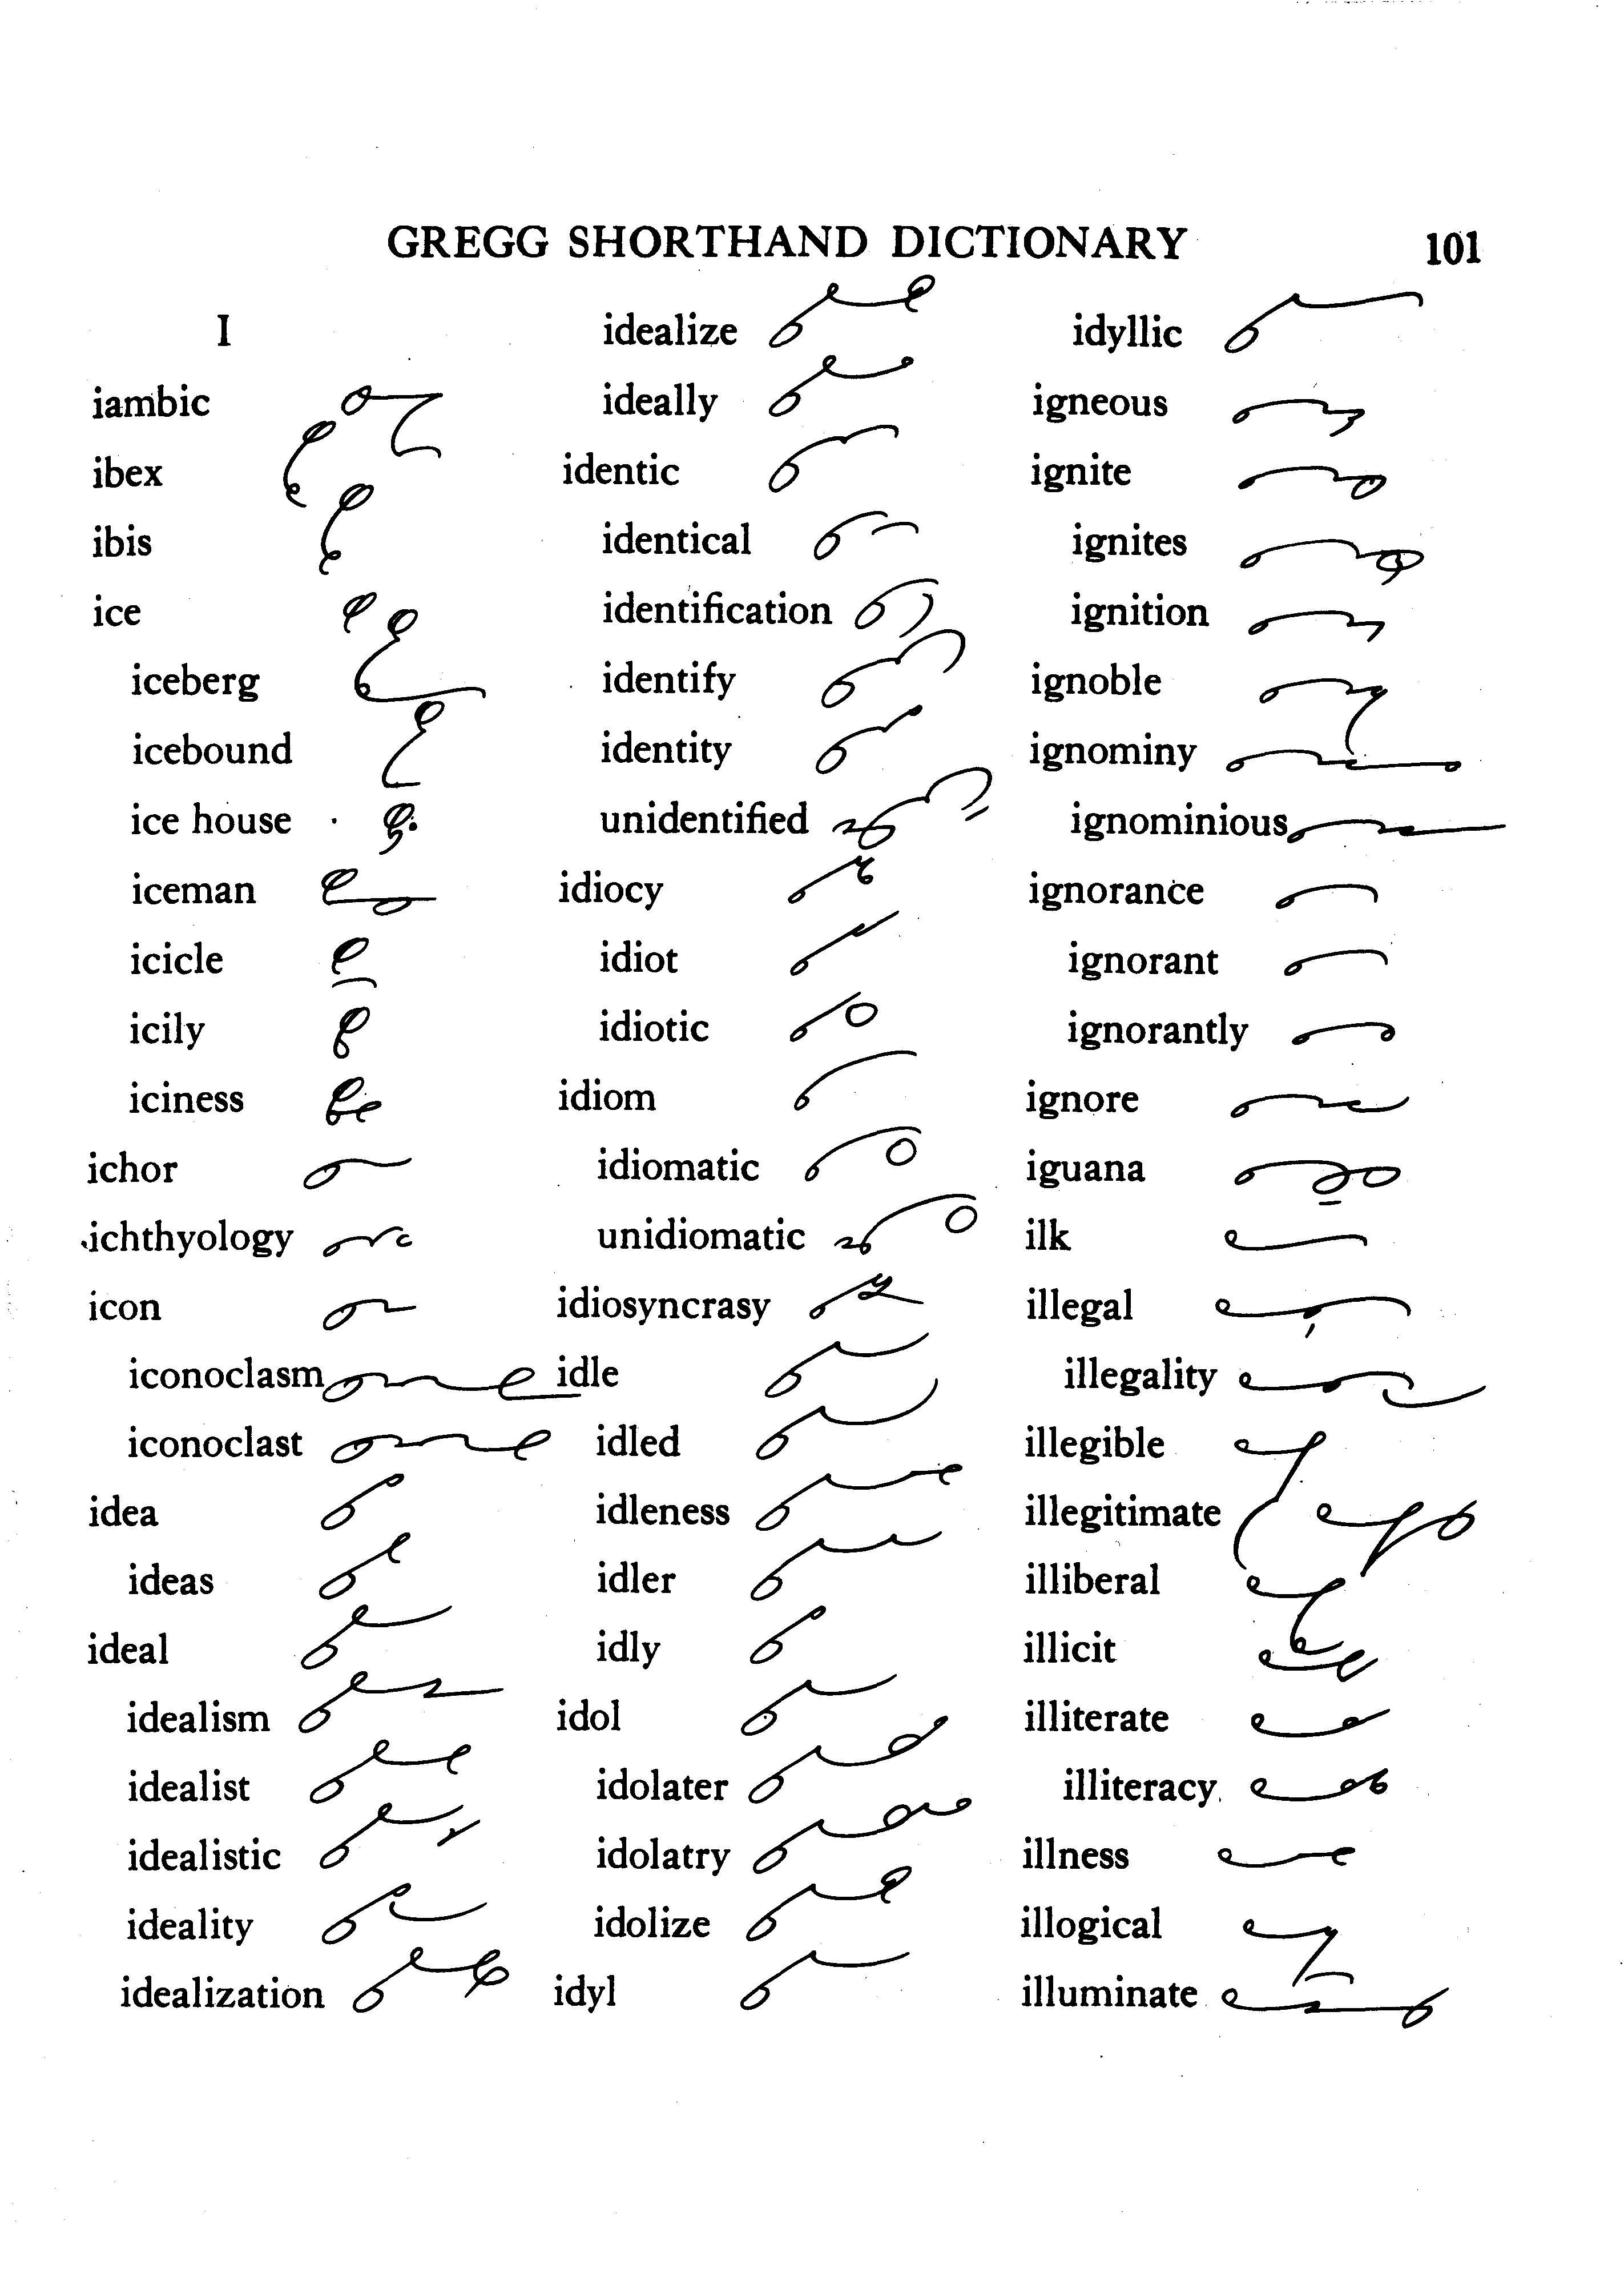 GREGG SHORTHAND DICTIONARY 101
I
iambic
ibex
ibis
ice
iceberg
icebound
ice house
iceman
icicle
icily
iciness
ichor
ichthyology
icon
iconoclasm
iconoclast
idea
ideas
ideal
idealism
idealist
idealistic
ideality
idealization
idealize
ideally
identic
identical
identification
identify
identity
unidentified
idiocy
idiot
idiotic
idiom
idiomatic
unidiomatic
idiosyncrasy
idle
idled
idleness
idler
idly
idol
idolater
idolatry
idolize
idyl
idyllic
igneous
ignite
ignites
ignition
ignoble
ignominy
ignominious
ignorance
ignorant
ignorantly
ignore
iguana
ilk
illegal
illegality
illegible
illegitimate
illiberal
illicit
illiterate
illiteracy
illness
illogical
illuminate